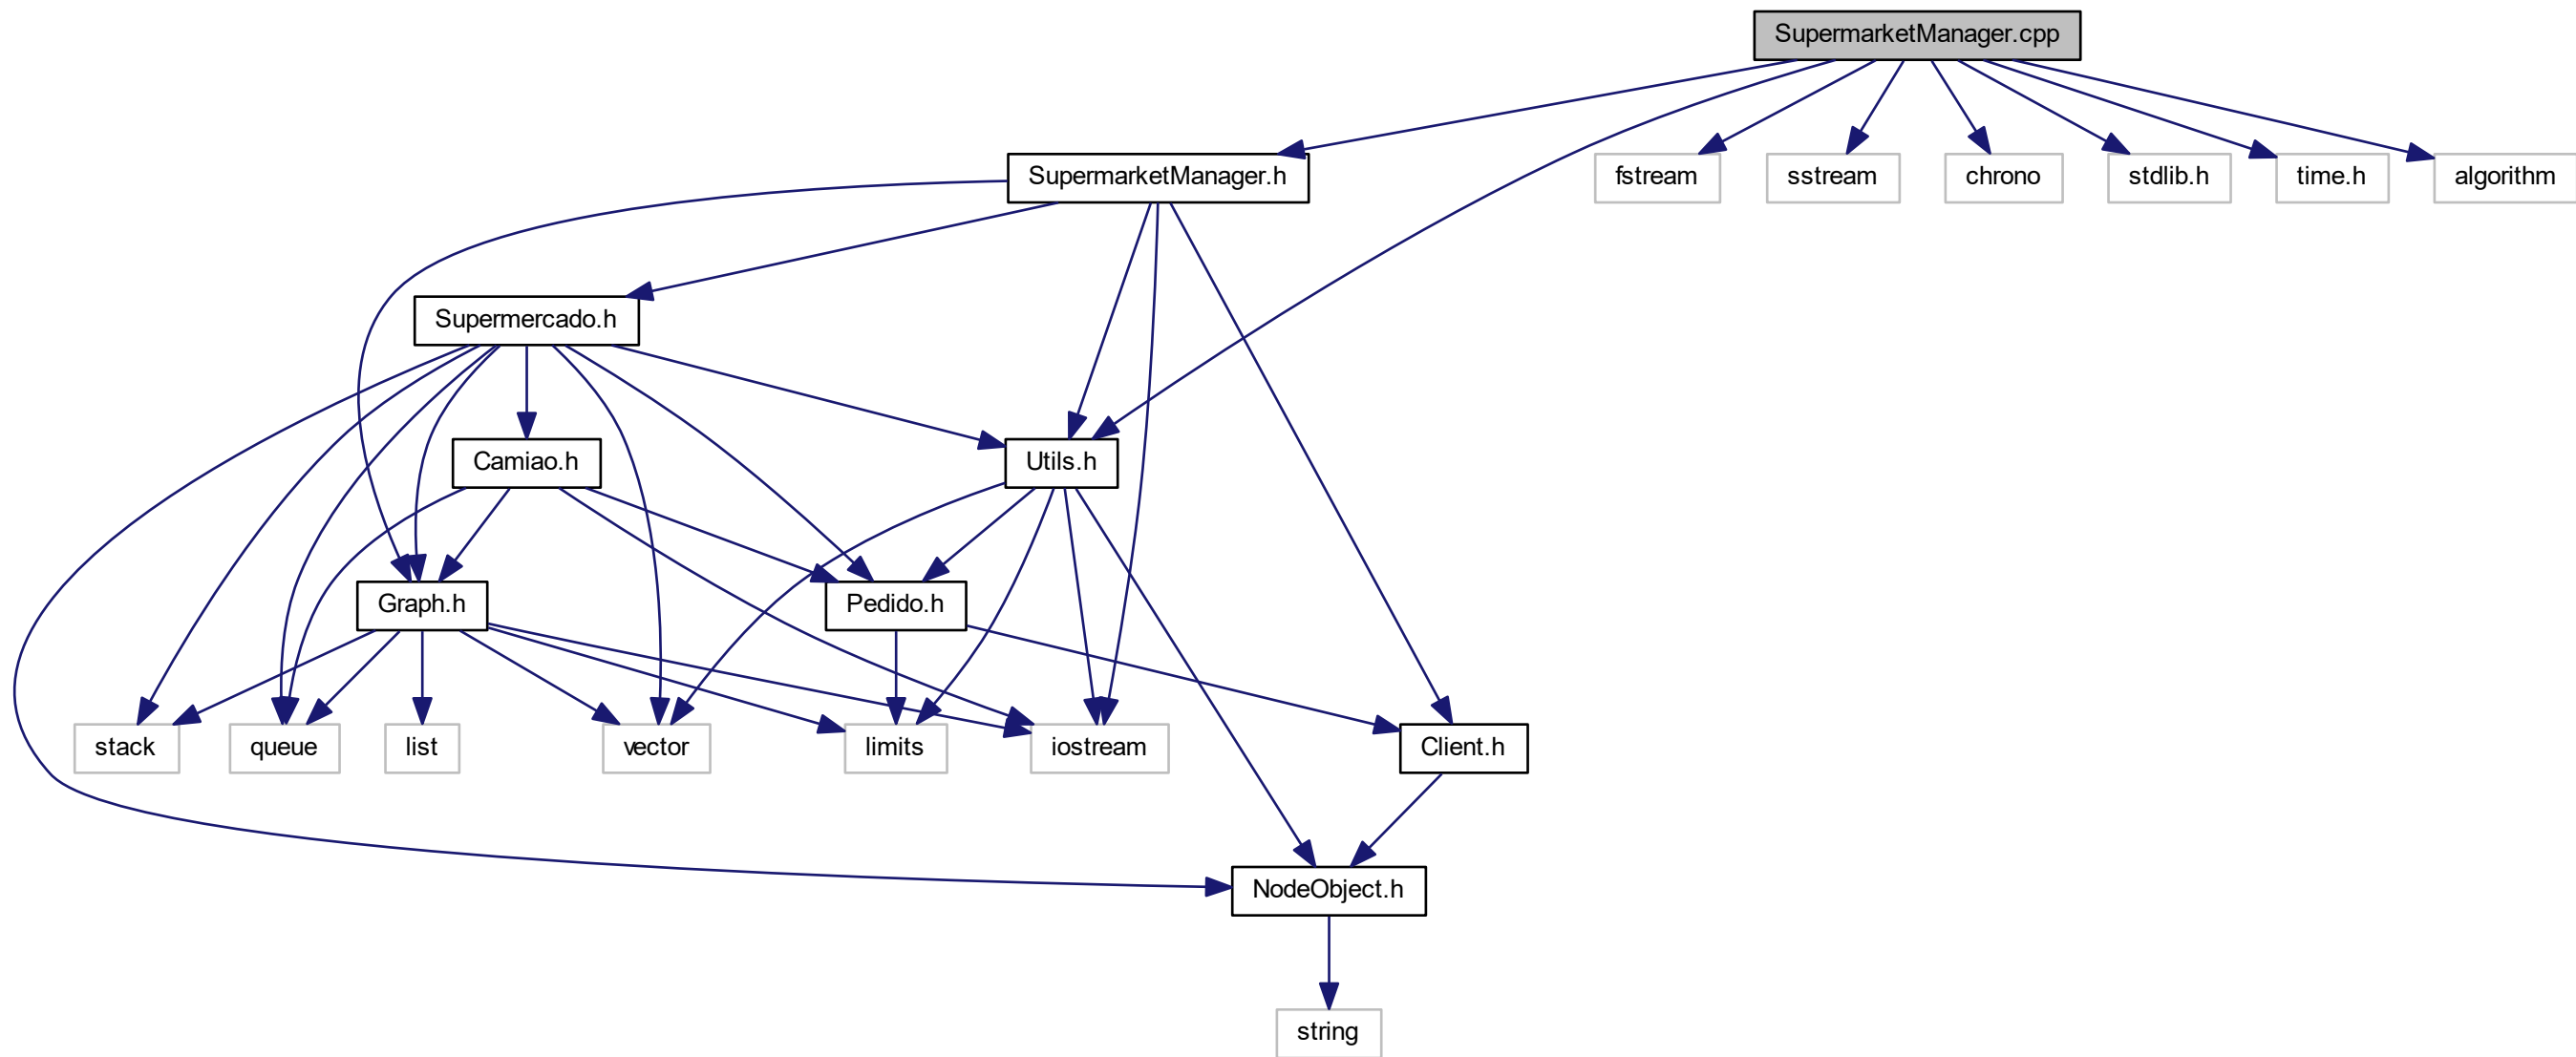 SupermarketManager.cpp
SupermarketManager.h
fstream
sstream
chrono
stdlib.h
time.h
algorithm
Supermercado.h
Camiao.h
Utils.h
Graph.h
Pedido.h
stack
queue
list
vector
limits
iostream
Client.h
NodeObject.h
string